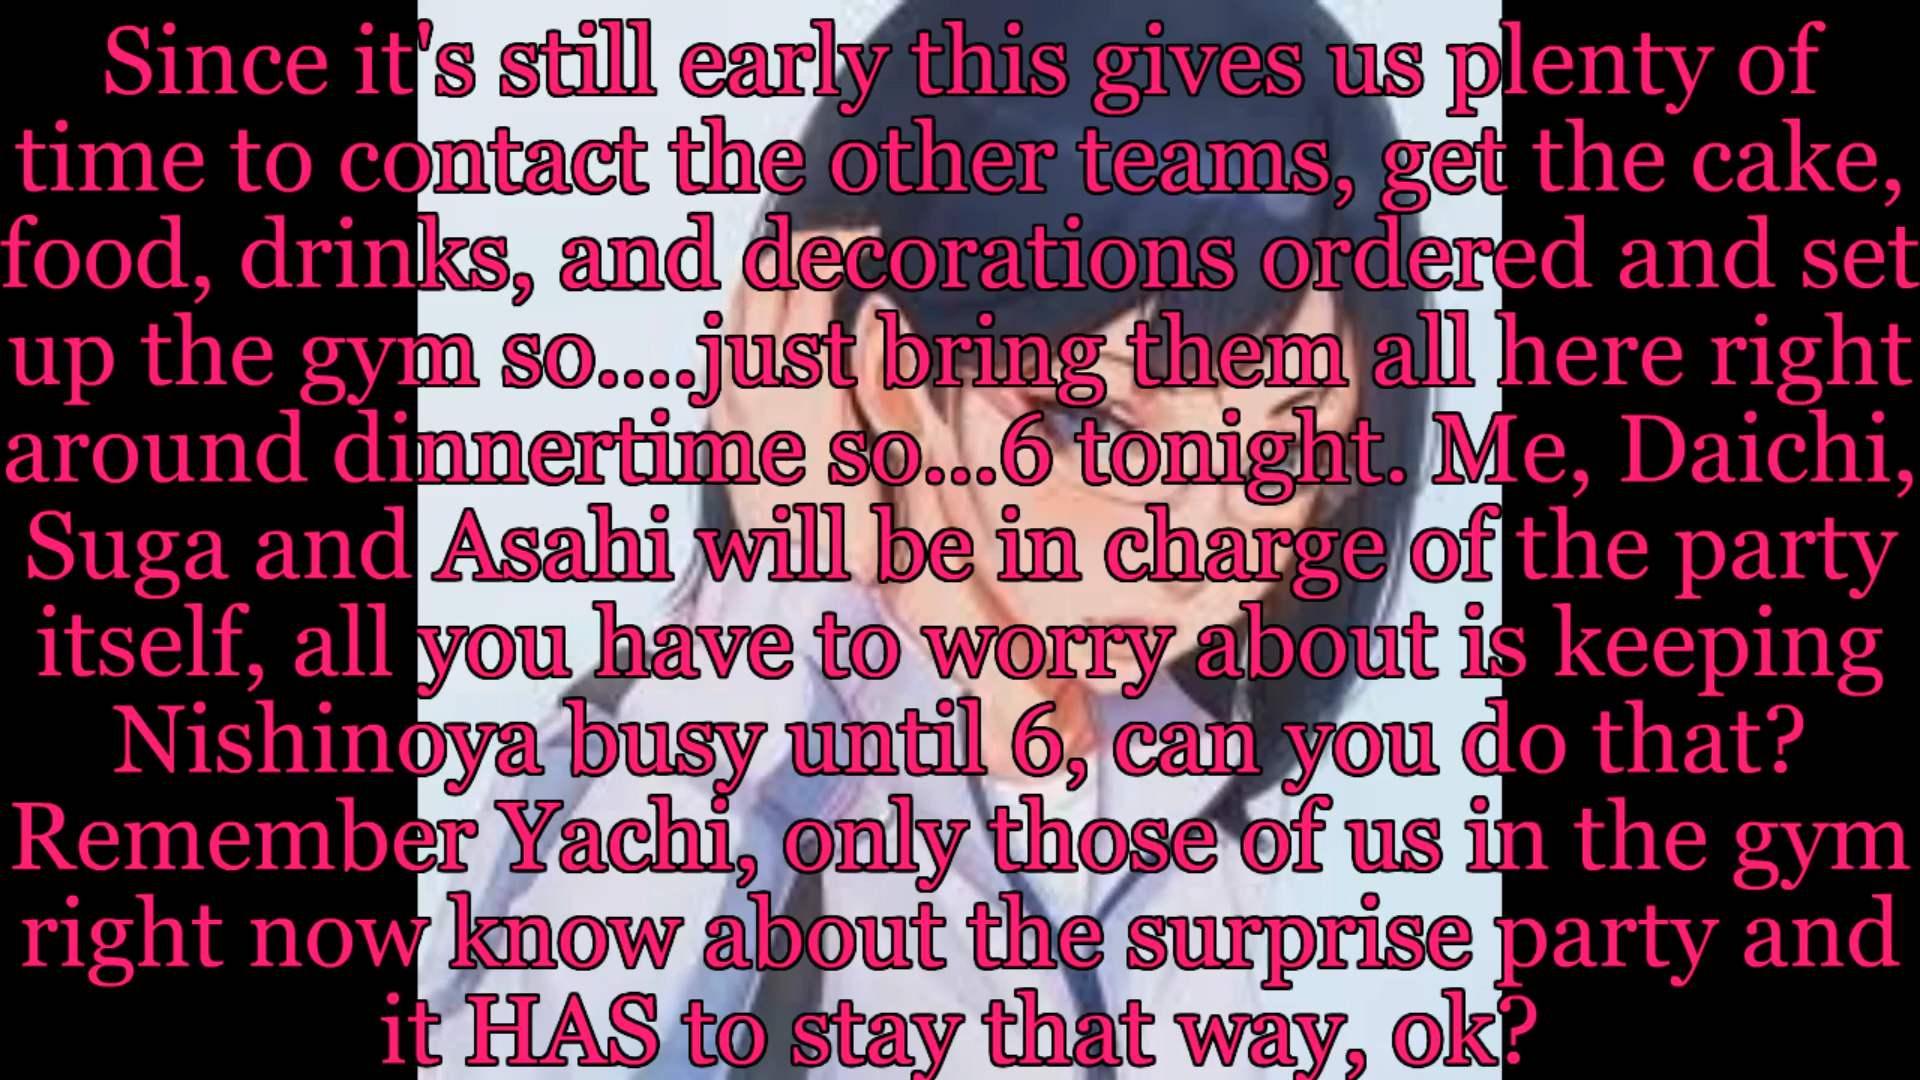 Since it's still early this gives us plenty of
time to contact the other teams, get the cake,
food, drinks, and decorations ordered and set
up the gym so....just bring them all here right
around dinnertime so...6 tonight. Me, Daichi,
Suga and Asahi will be in charge of the party
itself, all you have to worry about is keeping
Nishinoya busy until 6, can you do that?
Remember Yachi, only those of us in the gym
right now know about the surprise party and
it HAS to stay that way, ok?